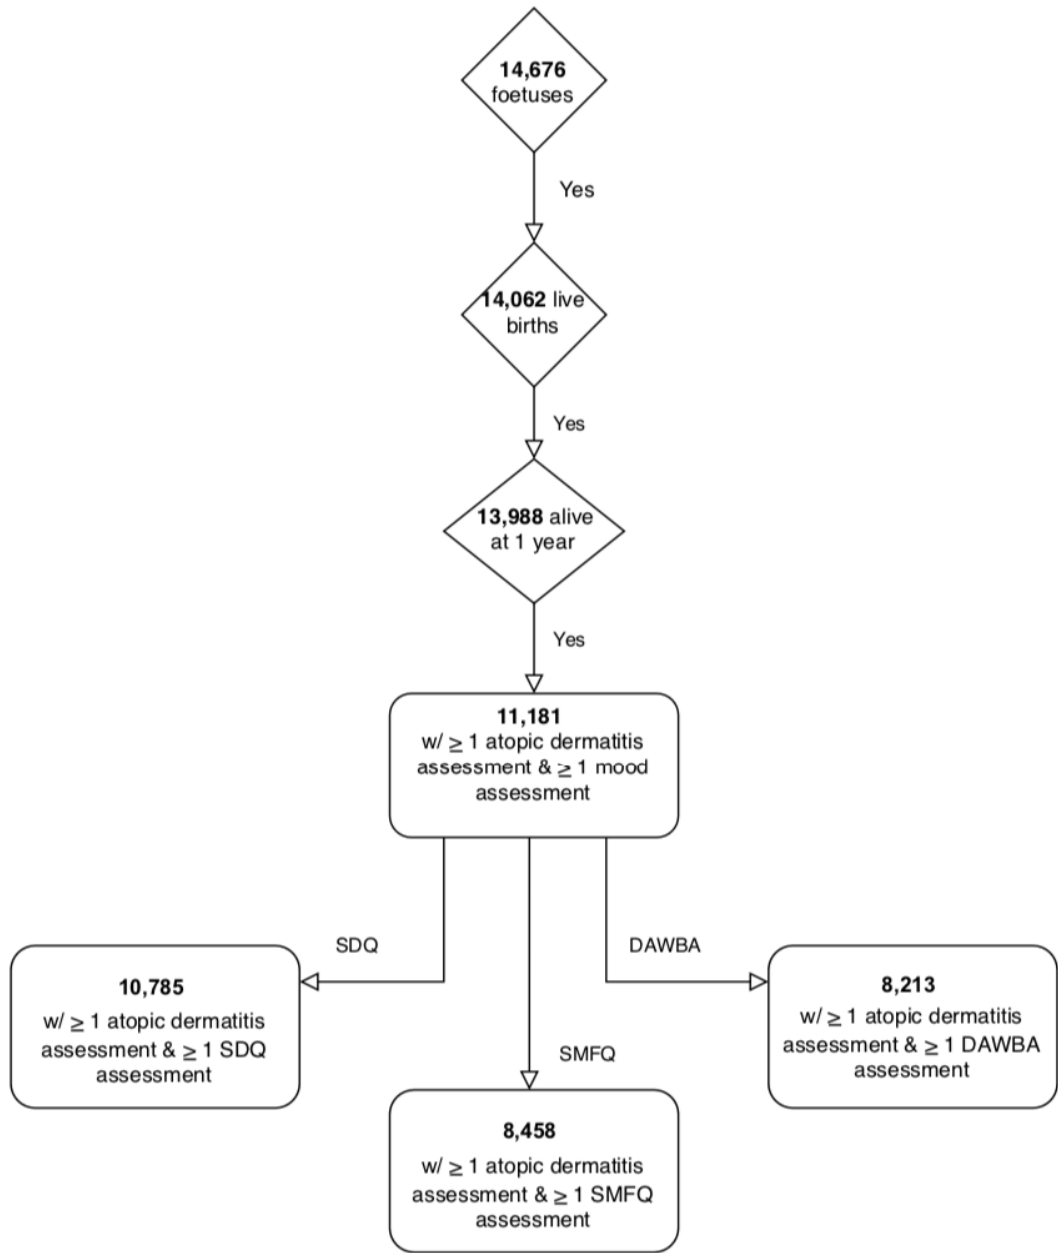 14,676
foetuses
Yes
14,062 live
births
Yes
13,988 alive
at 1 year
Yes
11,181
w/ ≥ 1 atopic dermatitis
assessment & ≥ 1 mood
assessment
SDQ
DAWBA
SMFQ
10,785
w/ ≥ 1 atopic dermatitis
assessment & ≥ 1 SDQ
assessment
8,458
w/ ≥ 1 atopic dermatitis
assessment & ≥ 1 SMFQ
assessment
8,213
w/ ≥ 1 atopic dermatitis
assessment & ≥ 1 DAWBA
assessment